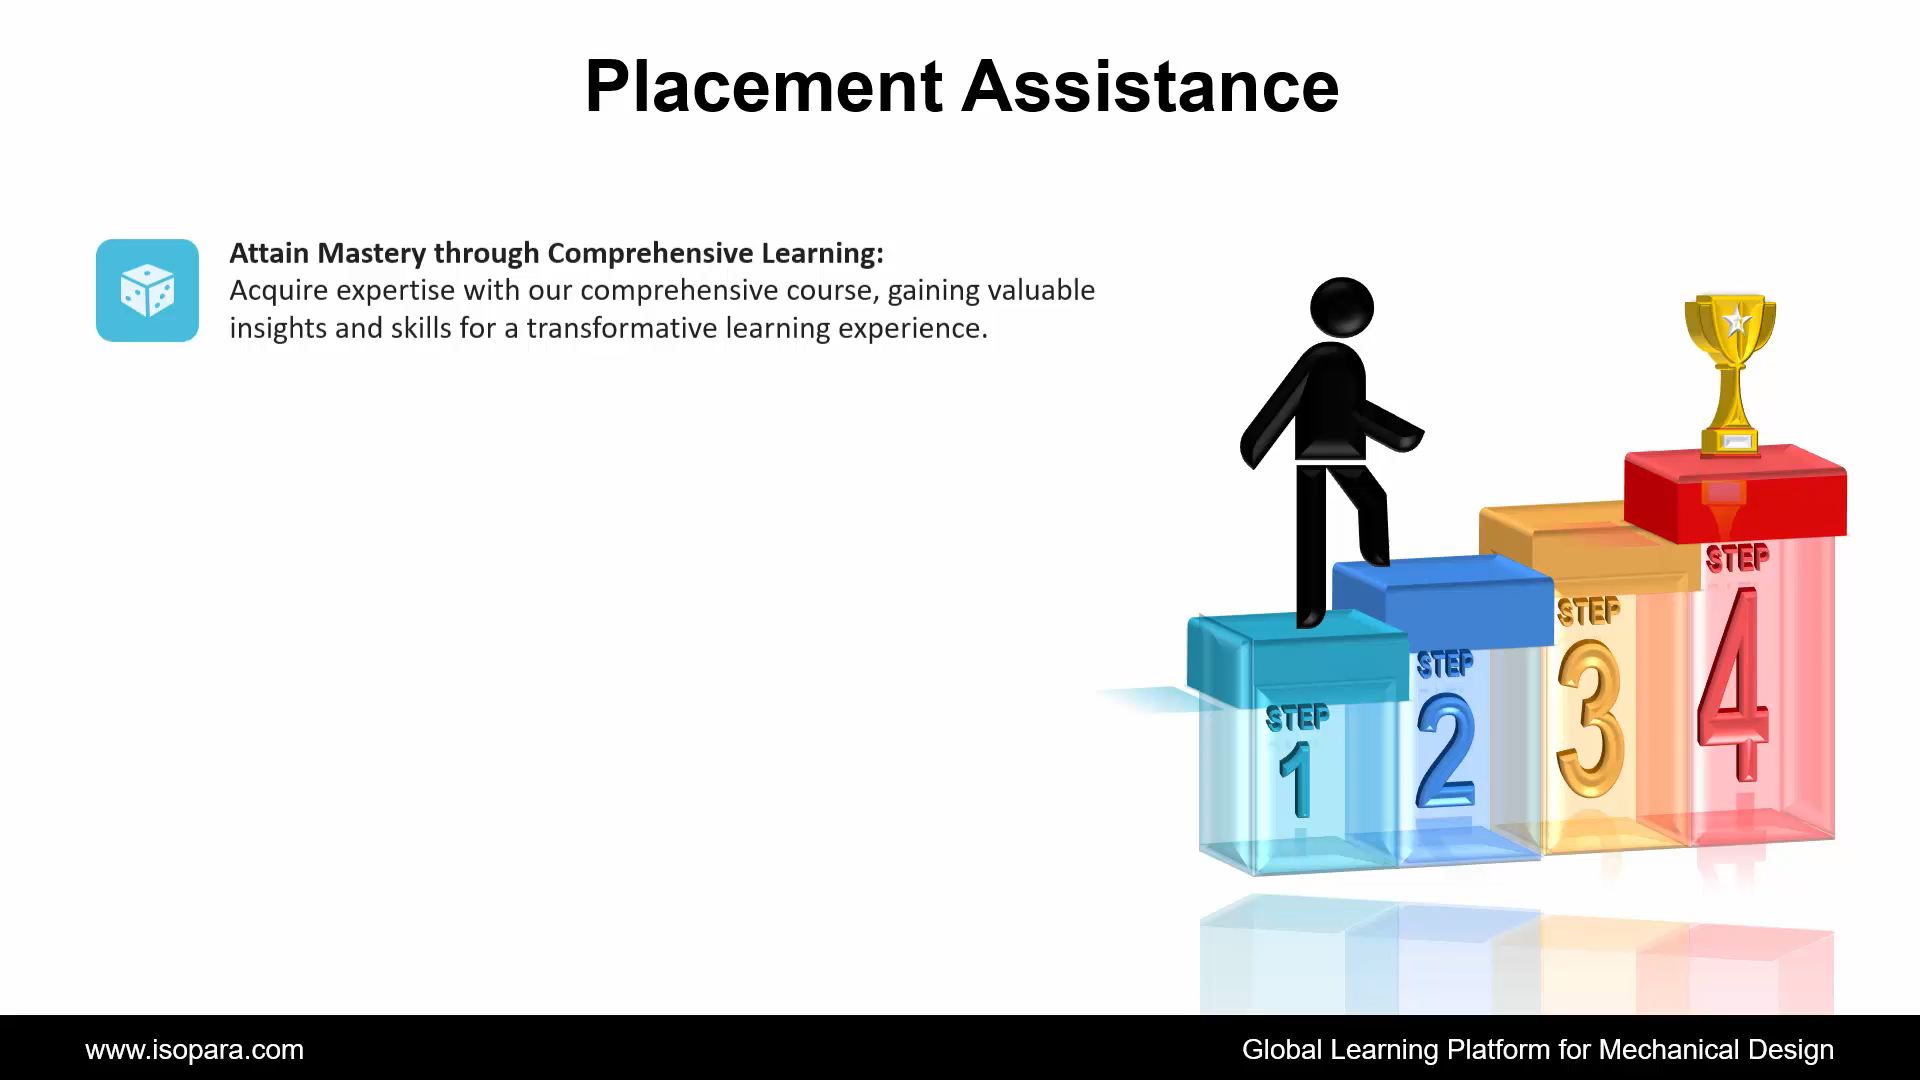 Placement Assistance
Attain Mastery through Comprehensive Learning:
Acquire expertise with our comprehensive course, gaining valuable
insights and skills for a transformative learning experience.
STEP
1
STEP
2
STEP
3
STEP
4
www.isopara.com
Global Learning Platform for Mechanical Design